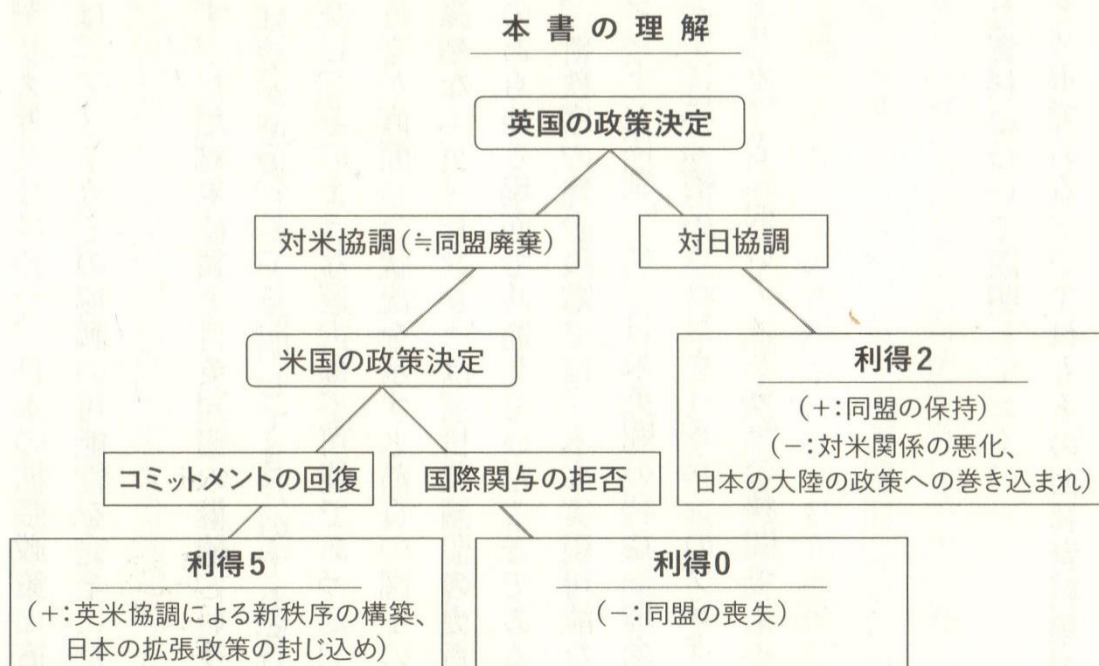 本書の理解
英国の政策決定
対米協調(≒同盟廃棄)
対日協調
米国の政策決定
利得2
(+:同盟の保持)
(−:対米関係の悪化、
日本の大陸の政策への巻き込まれ)
コミットメントの回復
国際関与の拒否
利得5
(+:英米協調による新秩序の構築、
日本の拡張政策の封じ込め)
利得0
(−:同盟の喪失)